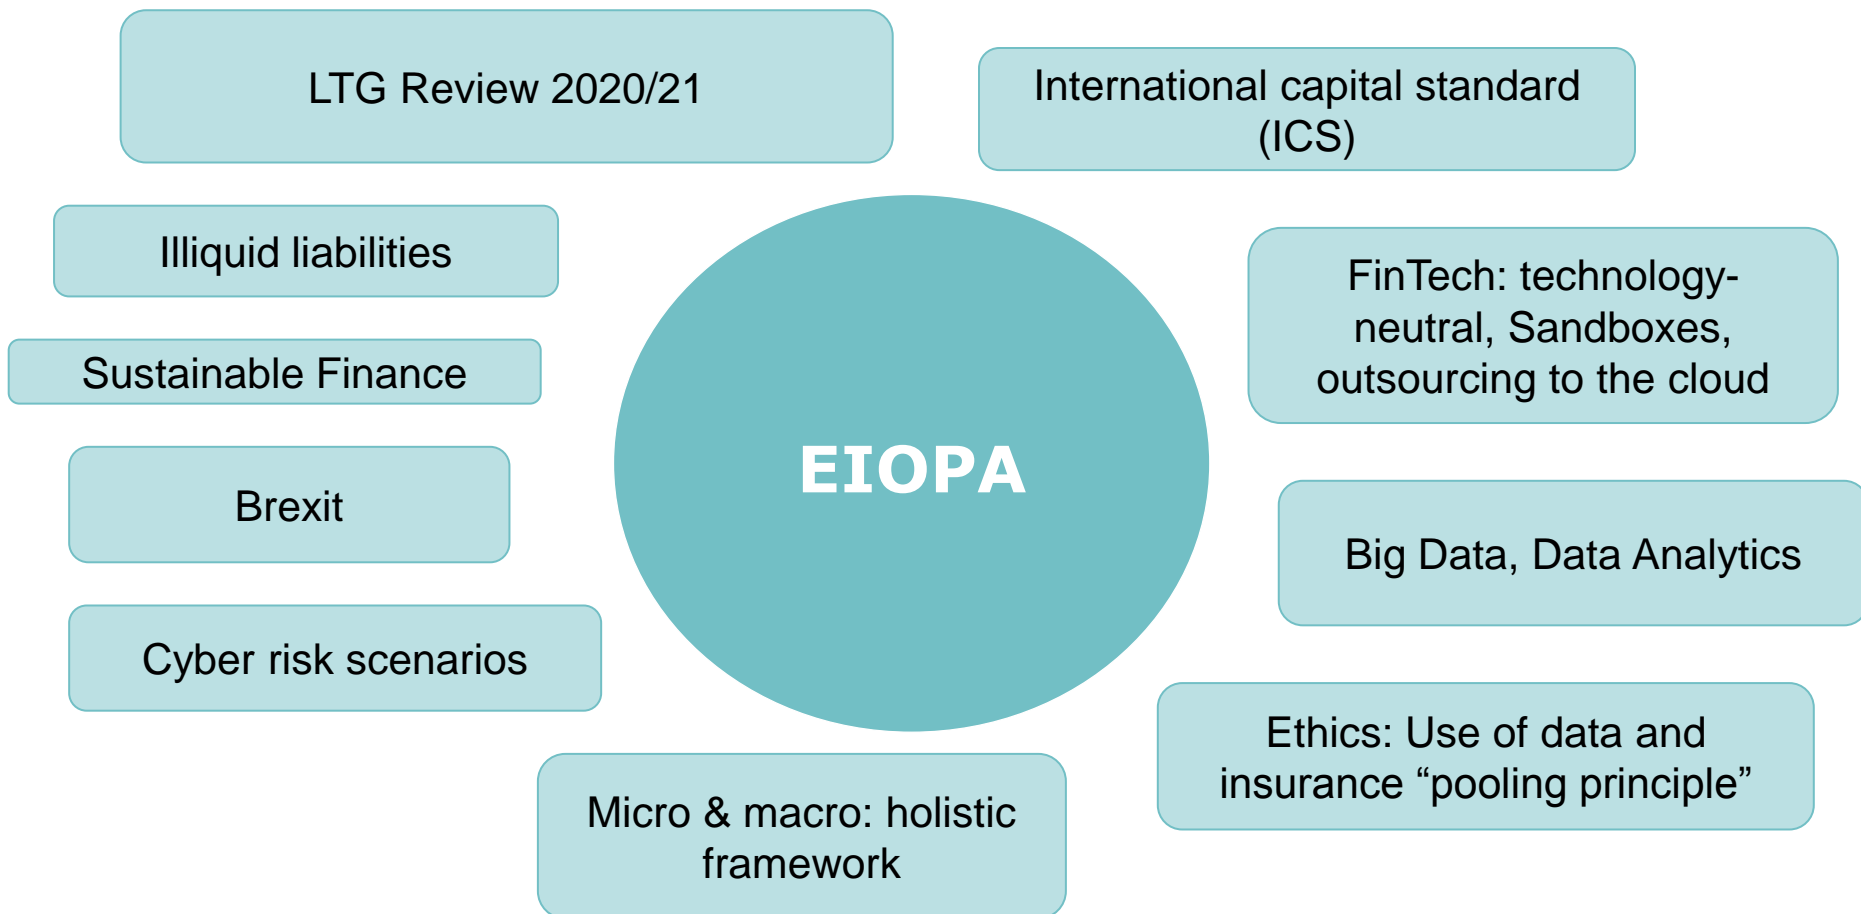 LTG Review 2020/21
International capital standard
(ICS)
Illiquid liabilities
FinTech: technology-
neutral, Sandboxes,
outsourcing to the cloud
Sustainable Finance
EIOPA
Brexit
Big Data, Data Analytics
Cyber risk scenarios
Ethics: Use of data and
insurance “pooling principle”
Micro & macro: holistic
framework